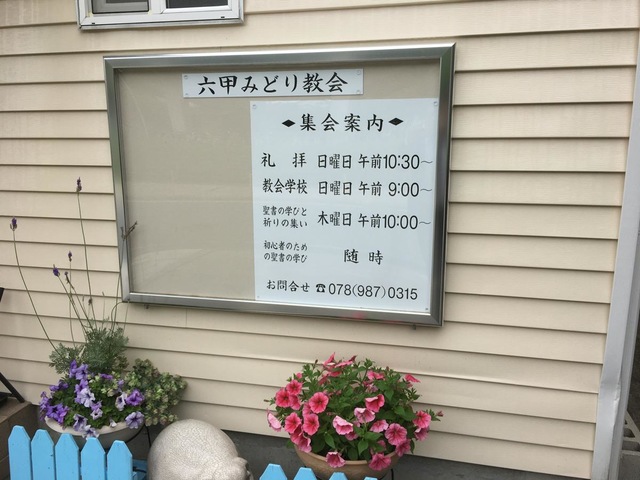 六甲みどり教会
◆集会案内◆
礼 拝 日曜日 午前10:30～
教会学校 日曜日 午前 9:00～
聖書の学びと
祈りの集い 木曜日 午前10:00～
初心者のため
の聖書の学び 随時
お問合せ ☎078(987)0315